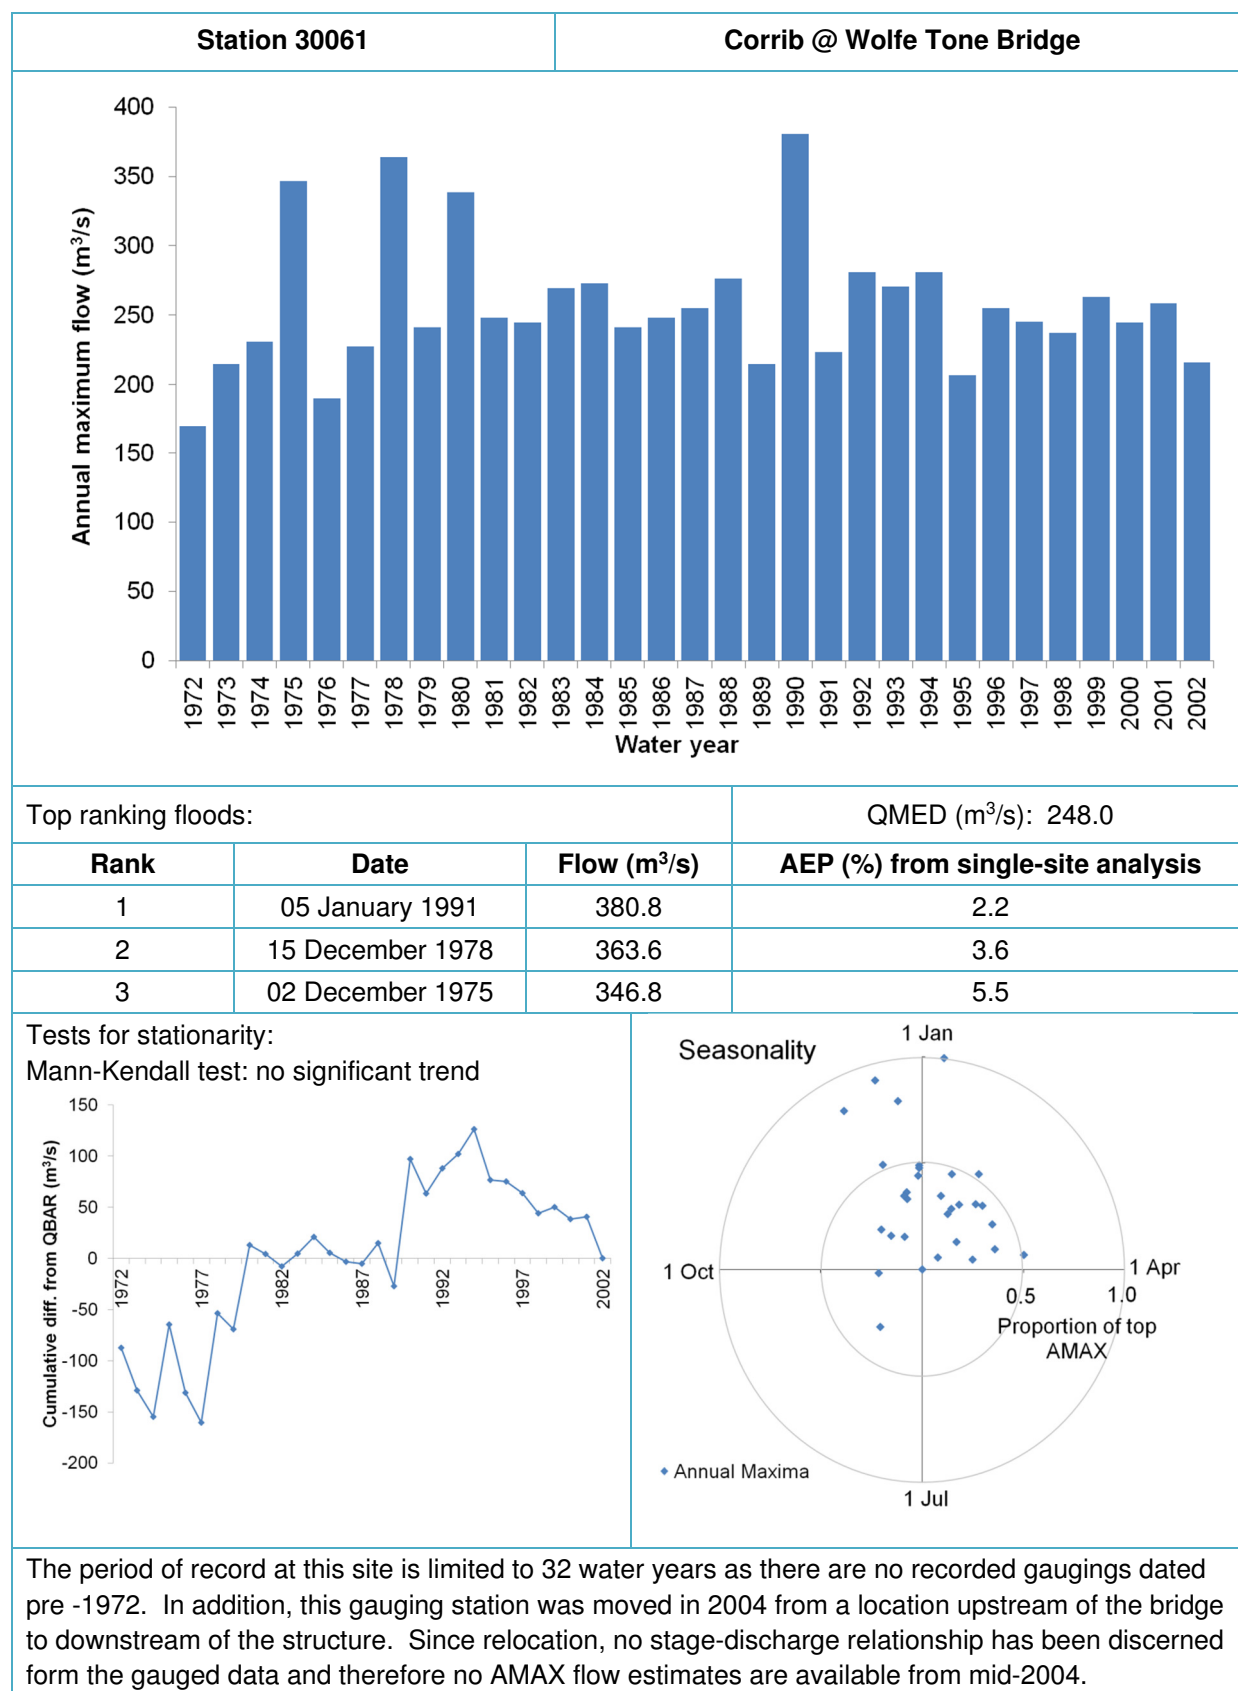 Station 30061
Corrib @ Wolfe Tone Bridge
Annual maximum flow (m³/s)
400
350
300
250
200
150
100
50
0
1972 1973 1974 1975 1976 1977 1978 1979 1980 1981 1982 1983 1984 1985 1986 1987 1988 1989 1990 1991 1992 1993 1994 1995 1996 1997 1998 1999 2000 2001 2002
Water year
Top ranking floods:
QMED (m³/s): 248.0
Rank Date Flow (m³/s) AEP (%) from single-site analysis
1 05 January 1991 380.8 2.2
2 15 December 1978 363.6 3.6
3 02 December 1975 346.8 5.5
Tests for stationarity:
Mann-Kendall test: no significant trend
Cumulative diff. from QBAR (m³/s)
150
100
50
0
-50
-100
-150
-200
1972 1977 1982 1987 1992 1997 2002
Seasonality
1 Jan
1 Oct
1 Apr
0.5 1.0
Proportion of top
AMAX
Annual Maxima
1 Jul
The period of record at this site is limited to 32 water years as there are no recorded gaugings dated
pre -1972. In addition, this gauging station was moved in 2004 from a location upstream of the bridge
to downstream of the structure. Since relocation, no stage-discharge relationship has been discerned
form the gauged data and therefore no AMAX flow estimates are available from mid-2004.